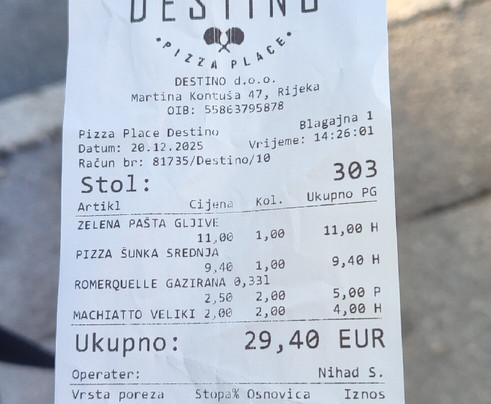 DESTINO
• PIZZA PLACE •
DESTINO d.o.o.
Martina Kontuša 47, Rijeka
OIB: 55863795878
Pizza Place Destino Blagajna 1
Datum: 20.12.2025 Vrijeme: 14:26:01
Račun br: 81735/Destino/10
Stol: 303
Artikl Cijena Kol. Ukupno PG
ZELENA PAŠTA GLJIVE
11,00 1,00 11,00 H
PIZZA ŠUNKA SREDNJA
9,40 1,00 9,40 H
ROMERQUELLE GAZIRANA 0,33l
2,50 2,00 5,00 P
MACHIATTO VELIKI 2,00 2,00 4,00 H
Ukupno: 29,40 EUR
Operater: Nihad S.
Vrsta poreza Stopa% Osnovica Iznos